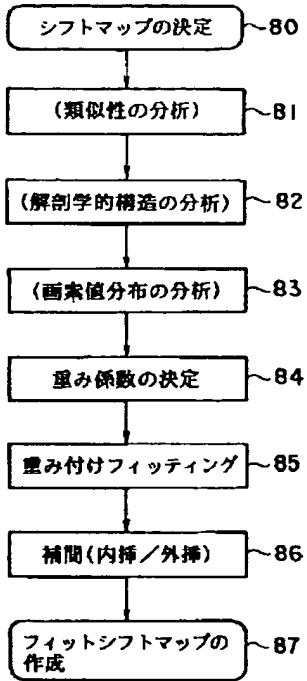 シフトマップの決定 80
(類似性の分析) 81
(解剖学的構造の分析) 82
(画素値分布の分析) 83
重み係数の決定 84
重み付けフィッティング 85
補間(内挿/外挿) 86
フィットシフトマップの
作成 87